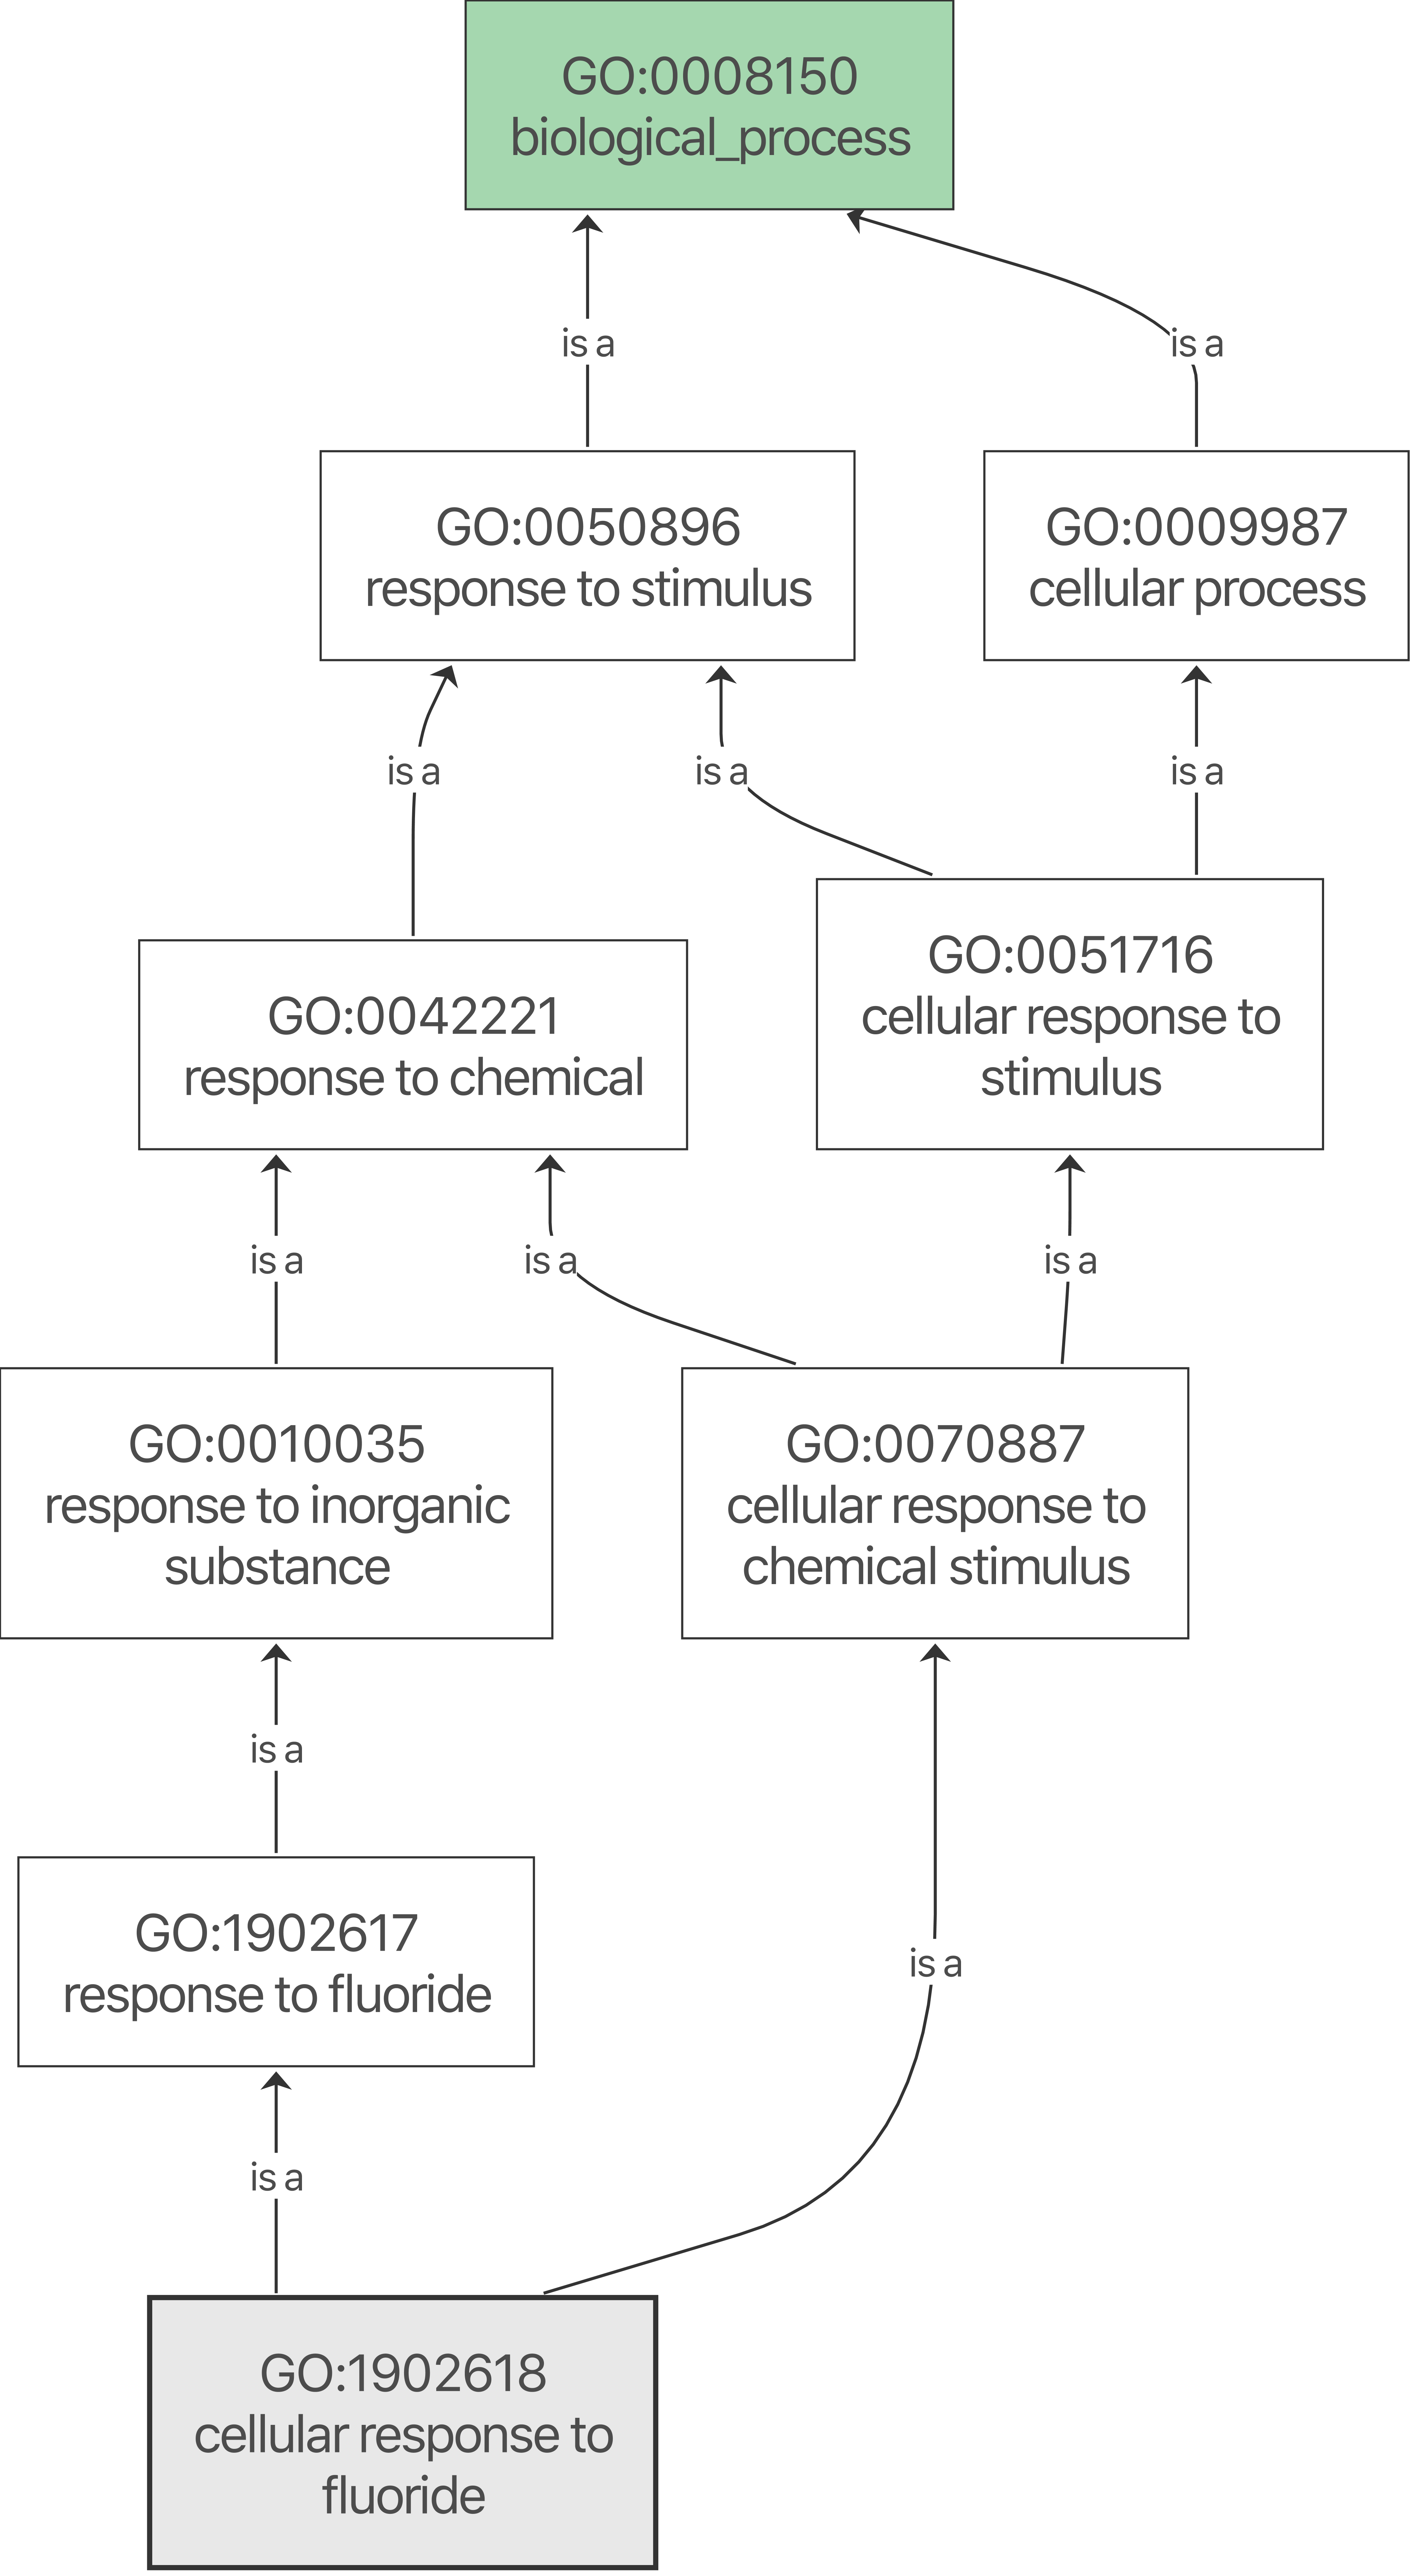 GO:0008150
biological_process
is a
is a
GO:0050896
response to stimulus
GO:0009987
cellular process
is a
is a
is a
GO:0042221
response to chemical
GO:0051716
cellular response to
stimulus
is a
is a
is a
GO:0010035
response to inorganic
substance
GO:0070887
cellular response to
chemical stimulus
is a
GO:1902617
response to fluoride
is a
is a
GO:1902618
cellular response to
fluoride